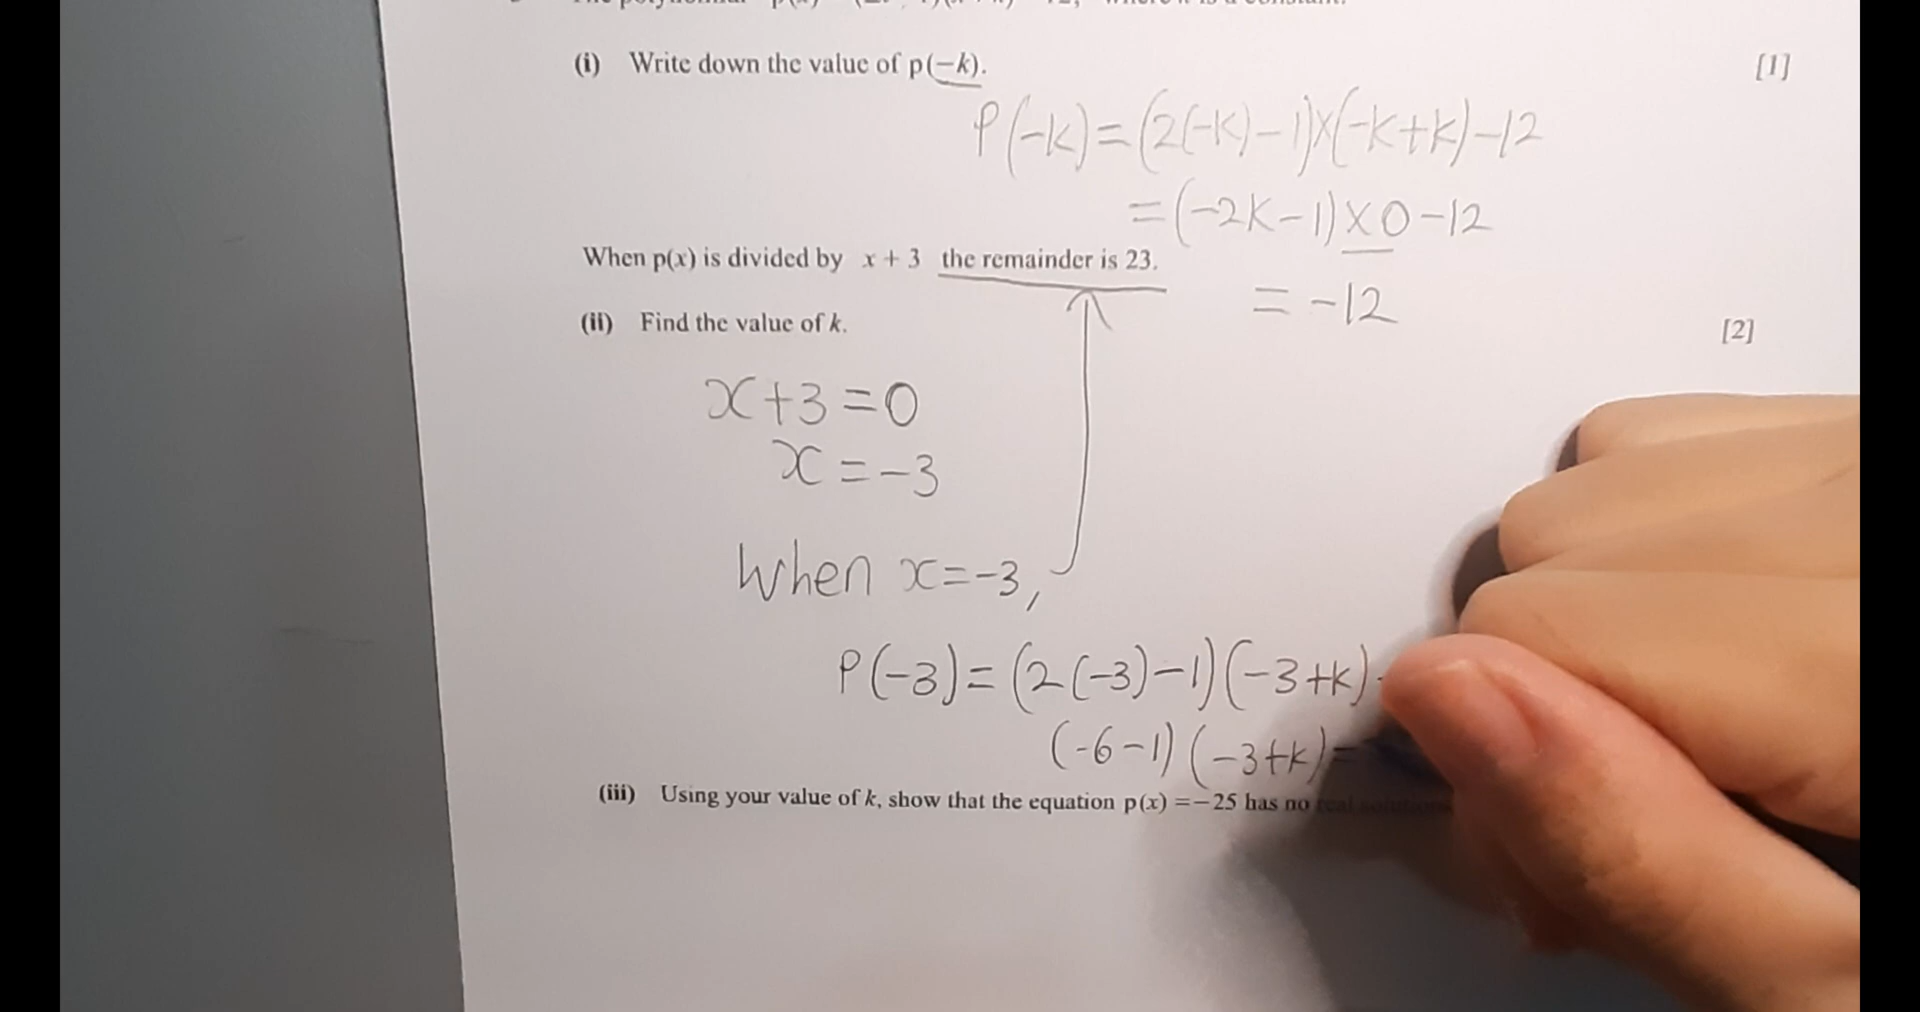 (i) Write down the value of p(−k). [1]
P(-k)=(2(-k)-1)×(-k+k)-12
=(-2k-1)×0-12
When p(x) is divided by x + 3 the remainder is 23.
= -12
(ii) Find the value of k. [2]
x+3=0
x=-3
When x=-3,
P(-3)=(2(-3)-1)(-3+k)
(-6-1)(-3+k)=
(iii) Using your value of k, show that the equation p(x) =−25 has no real solutions